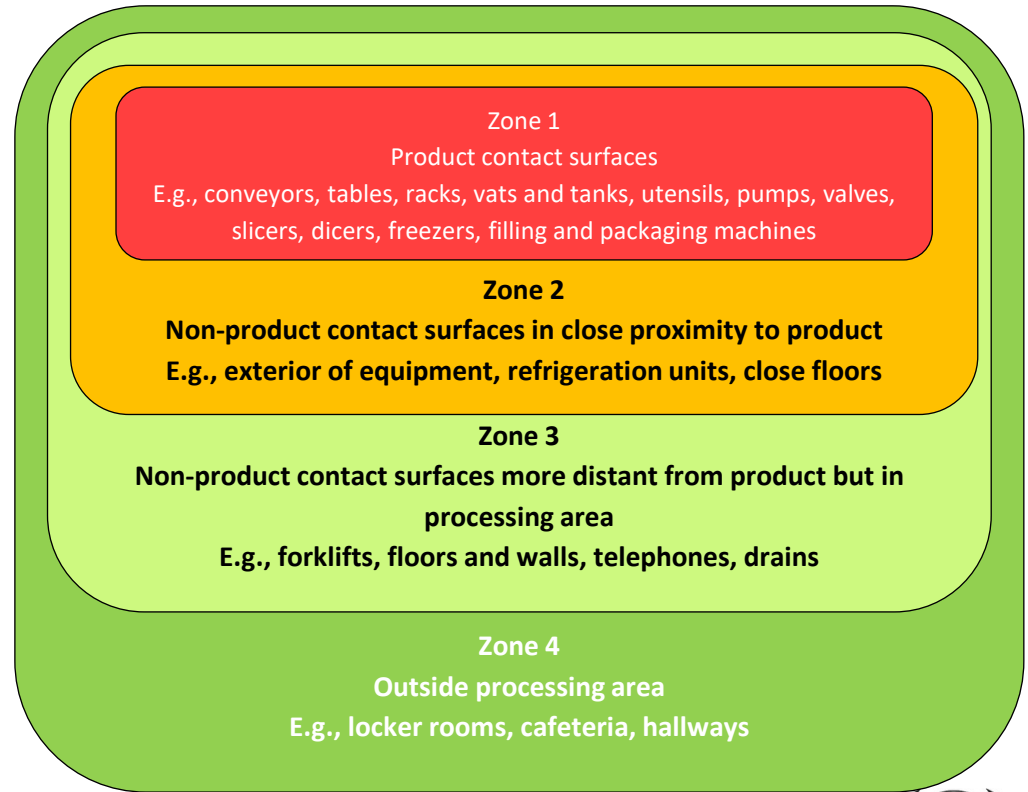 Zone 1
Product contact surfaces
E.g., conveyors, tables, racks, vats and tanks, utensils, pumps, valves,
slicers, dicers, freezers, filling and packaging machines
Zone 2
Non-product contact surfaces in close proximity to product
E.g., exterior of equipment, refrigeration units, close floors
Zone 3
Non-product contact surfaces more distant from product but in
processing area
E.g., forklifts, floors and walls, telephones, drains
Zone 4
Outside processing area
E.g., locker rooms, cafeteria, hallways